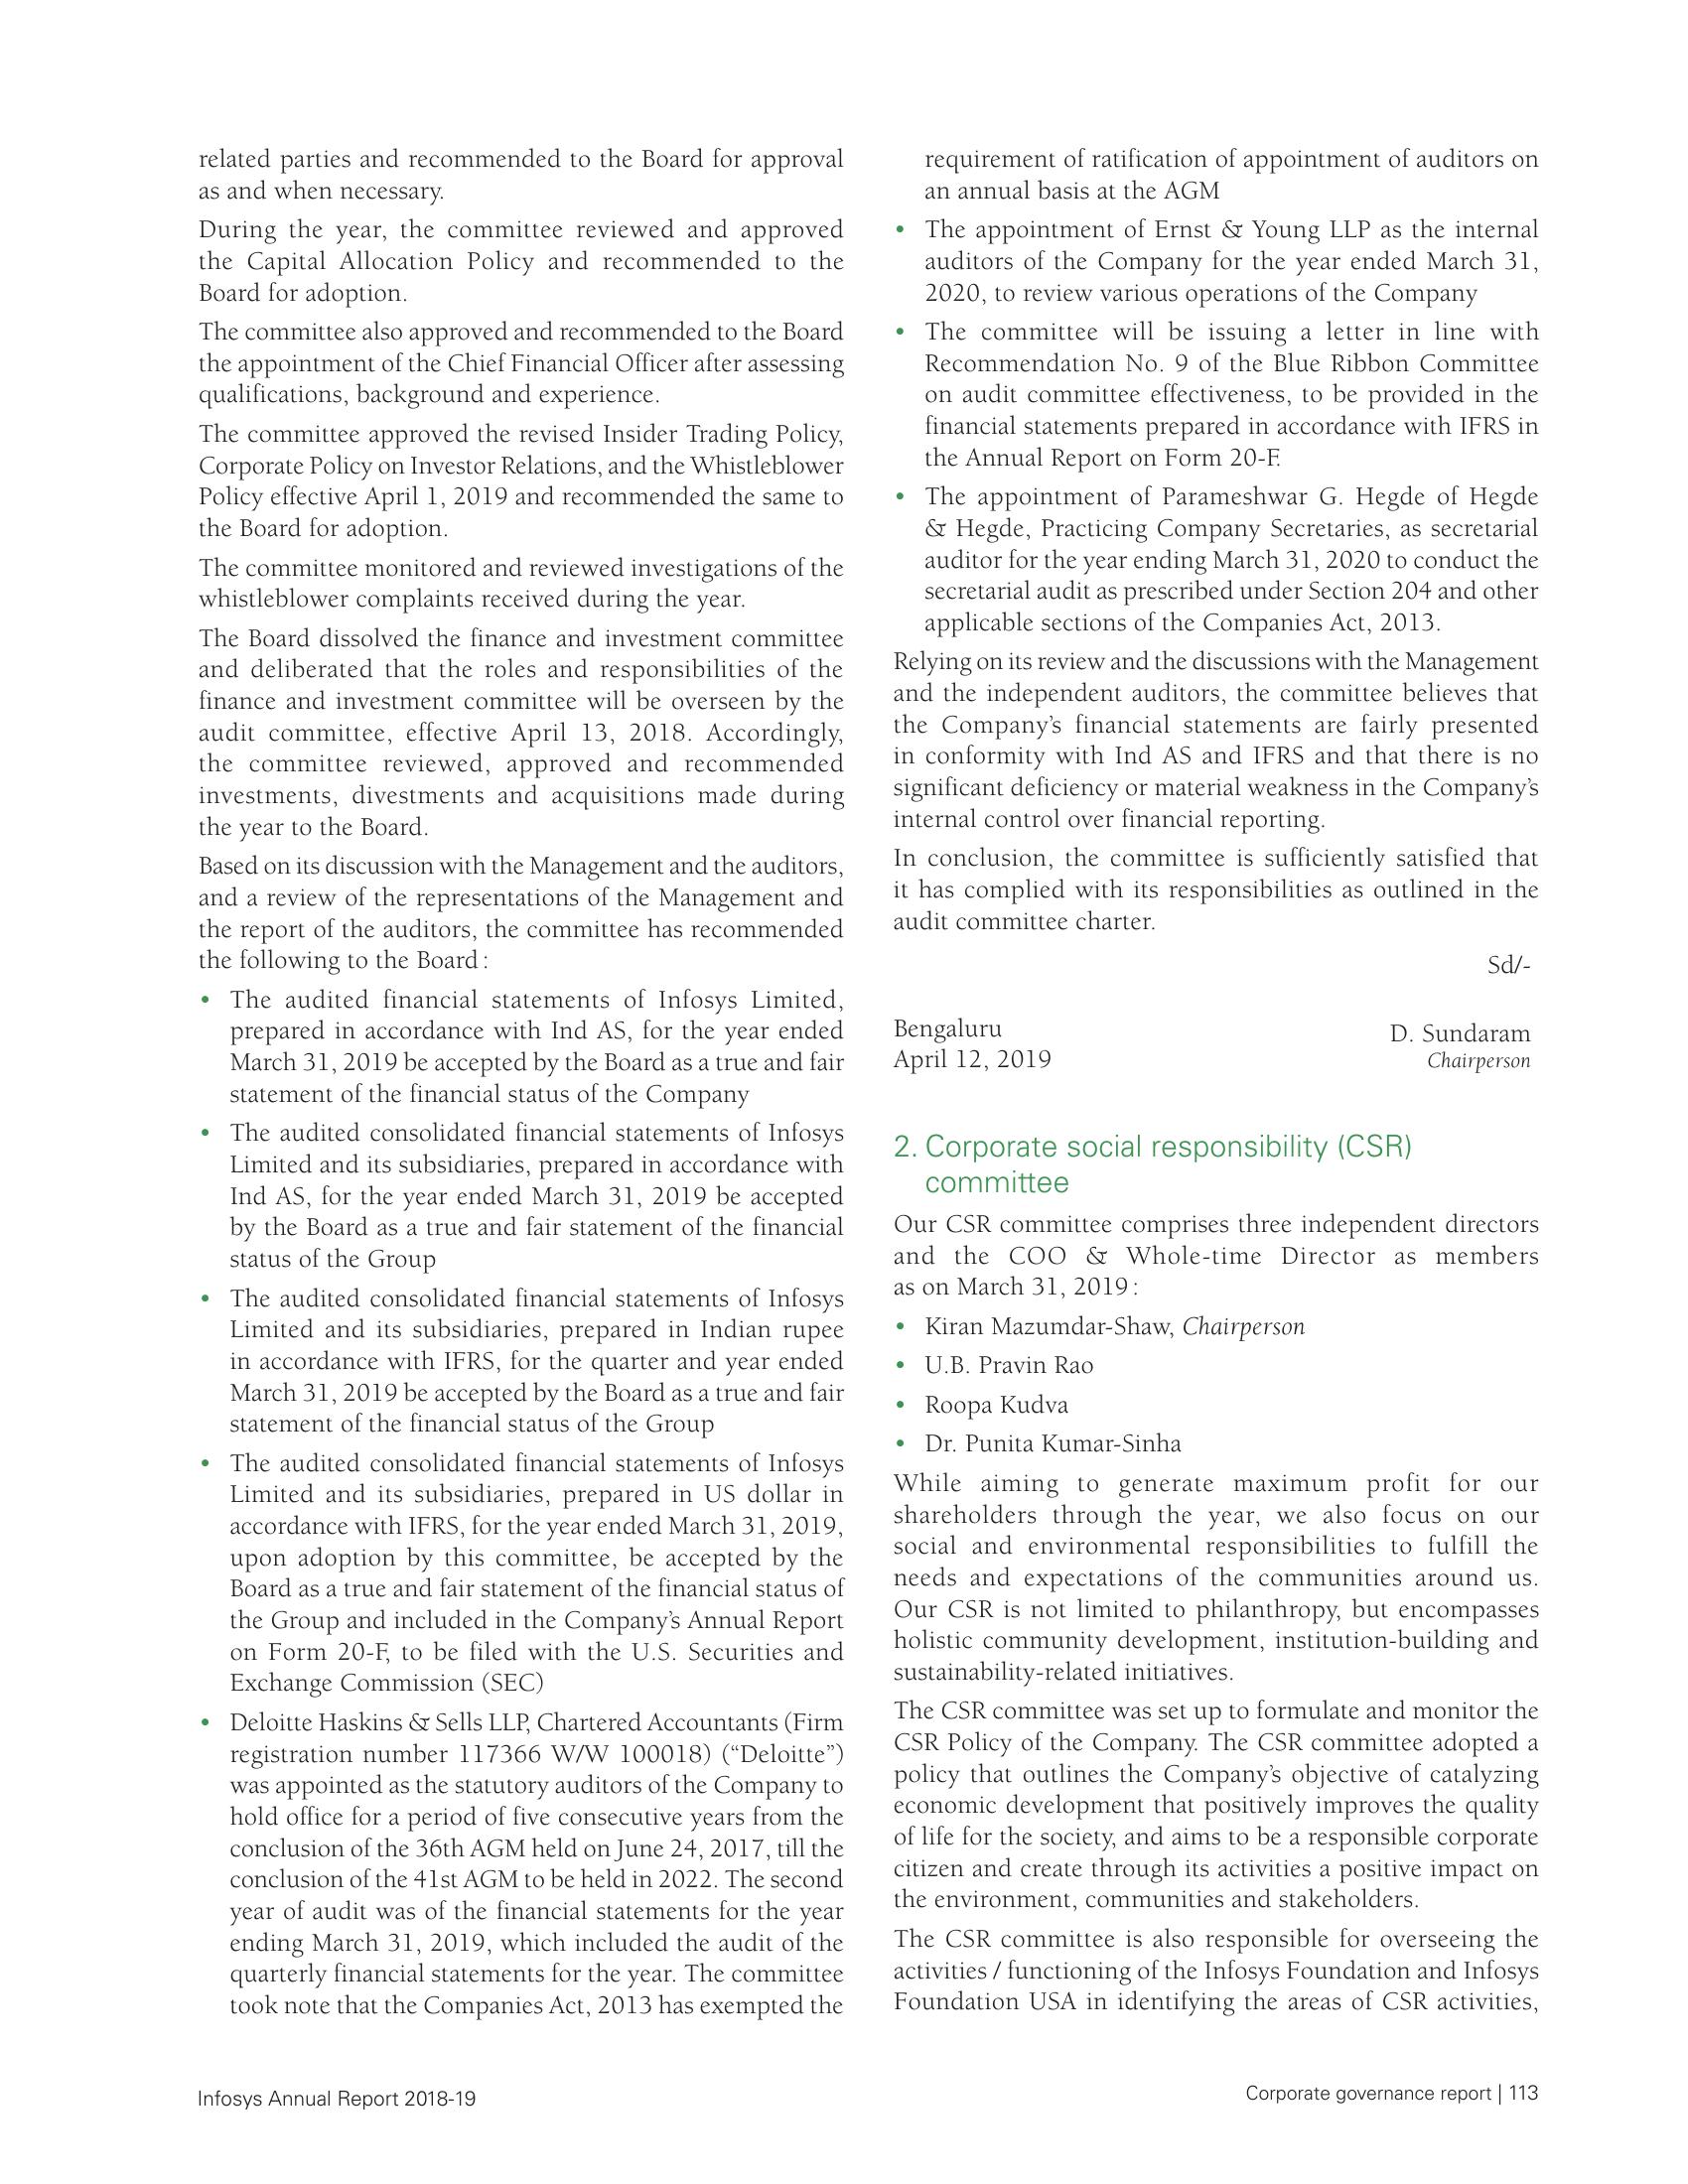 related parties and recommended to the Board for approval
as and when necessary.
During the year, the committee reviewed and approved
the Capital Allocation Policy and recommended to the
Board for adoption.
The committee also approved and recommended to the Board
the appointment of the Chief Financial Officer after assessing
qualifications, background and experience.
The committee approved the revised Insider Trading Policy,
Corporate Policy on Investor Relations, and the Whistleblower
Policy effective April 1, 2019 and recommended the same to
the Board for adoption.
The committee monitored and reviewed investigations of the
whistleblower complaints received during the year.
The Board dissolved the finance and investment committee
and deliberated that the roles and responsibilities of the
finance and investment committee will be overseen by the
audit committee, effective April 13, 2018. Accordingly,
the committee reviewed, approved and recommended
investments, divestments and acquisitions made during
the year to the Board.
Based on its discussion with the Management and the auditors,
and a review of the representations of the Management and
the report of the auditors, the committee has recommended
the following to the Board :
• The audited financial statements of Infosys Limited,
prepared in accordance with Ind AS, for the year ended
March 31, 2019 be accepted by the Board as a true and fair
statement of the financial status of the Company
• The audited consolidated financial statements of Infosys
Limited and its subsidiaries, prepared in accordance with
Ind AS, for the year ended March 31, 2019 be accepted
by the Board as a true and fair statement of the financial
status of the Group
• The audited consolidated financial statements of Infosys
Limited and its subsidiaries, prepared in Indian rupee
in accordance with IFRS, for the quarter and year ended
March 31, 2019 be accepted by the Board as a true and fair
statement of the financial status of the Group
• The audited consolidated financial statements of Infosys
Limited and its subsidiaries, prepared in US dollar in
accordance with IFRS, for the year ended March 31, 2019,
upon adoption by this committee, be accepted by the
Board as a true and fair statement of the financial status of
the Group and included in the Company's Annual Report
on Form 20-F, to be filed with the U.S. Securities and
Exchange Commission (SEC)
• Deloitte Haskins & Sells LLP, Chartered Accountants (Firm
registration number 117366 W/W 100018) (“Deloitte”)
was appointed as the statutory auditors of the Company to
hold office for a period of five consecutive years from the
conclusion of the 36th AGM held on June 24, 2017, till the
conclusion of the 41st AGM to be held in 2022. The second
year of audit was of the financial statements for the year
ending March 31, 2019, which included the audit of the
quarterly financial statements for the year. The committee
took note that the Companies Act, 2013 has exempted the
requirement of ratification of appointment of auditors on
an annual basis at the AGM
• The appointment of Ernst & Young LLP as the internal
auditors of the Company for the year ended March 31,
2020, to review various operations of the Company
• The committee will be issuing a letter in line with
Recommendation No. 9 of the Blue Ribbon Committee
on audit committee effectiveness, to be provided in the
financial statements prepared in accordance with IFRS in
the Annual Report on Form 20-F.
• The appointment of Parameshwar G. Hegde of Hegde
& Hegde, Practicing Company Secretaries, as secretarial
auditor for the year ending March 31, 2020 to conduct the
secretarial audit as prescribed under Section 204 and other
applicable sections of the Companies Act, 2013.
Relying on its review and the discussions with the Management
and the independent auditors, the committee believes that
the Company's financial statements are fairly presented
in conformity with Ind AS and IFRS and that there is no
significant deficiency or material weakness in the Company's
internal control over financial reporting.
In conclusion, the committee is sufficiently satisfied that
it has complied with its responsibilities as outlined in the
audit committee charter.
Sd/-
Bengaluru D. Sundaram
April 12, 2019 Chairperson
2. Corporate social responsibility (CSR)
committee
Our CSR committee comprises three independent directors
and the COO & Whole-time Director as members
as on March 31, 2019 :
• Kiran Mazumdar-Shaw, Chairperson
• U.B. Pravin Rao
• Roopa Kudva
• Dr. Punita Kumar-Sinha
While aiming to generate maximum profit for our
shareholders through the year, we also focus on our
social and environmental responsibilities to fulfill the
needs and expectations of the communities around us.
Our CSR is not limited to philanthropy, but encompasses
holistic community development, institution-building and
sustainability-related initiatives.
The CSR committee was set up to formulate and monitor the
CSR Policy of the Company. The CSR committee adopted a
policy that outlines the Company's objective of catalyzing
economic development that positively improves the quality
of life for the society, and aims to be a responsible corporate
citizen and create through its activities a positive impact on
the environment, communities and stakeholders.
The CSR committee is also responsible for overseeing the
activities / functioning of the Infosys Foundation and Infosys
Foundation USA in identifying the areas of CSR activities,
Infosys Annual Report 2018-19
Corporate governance report | 113